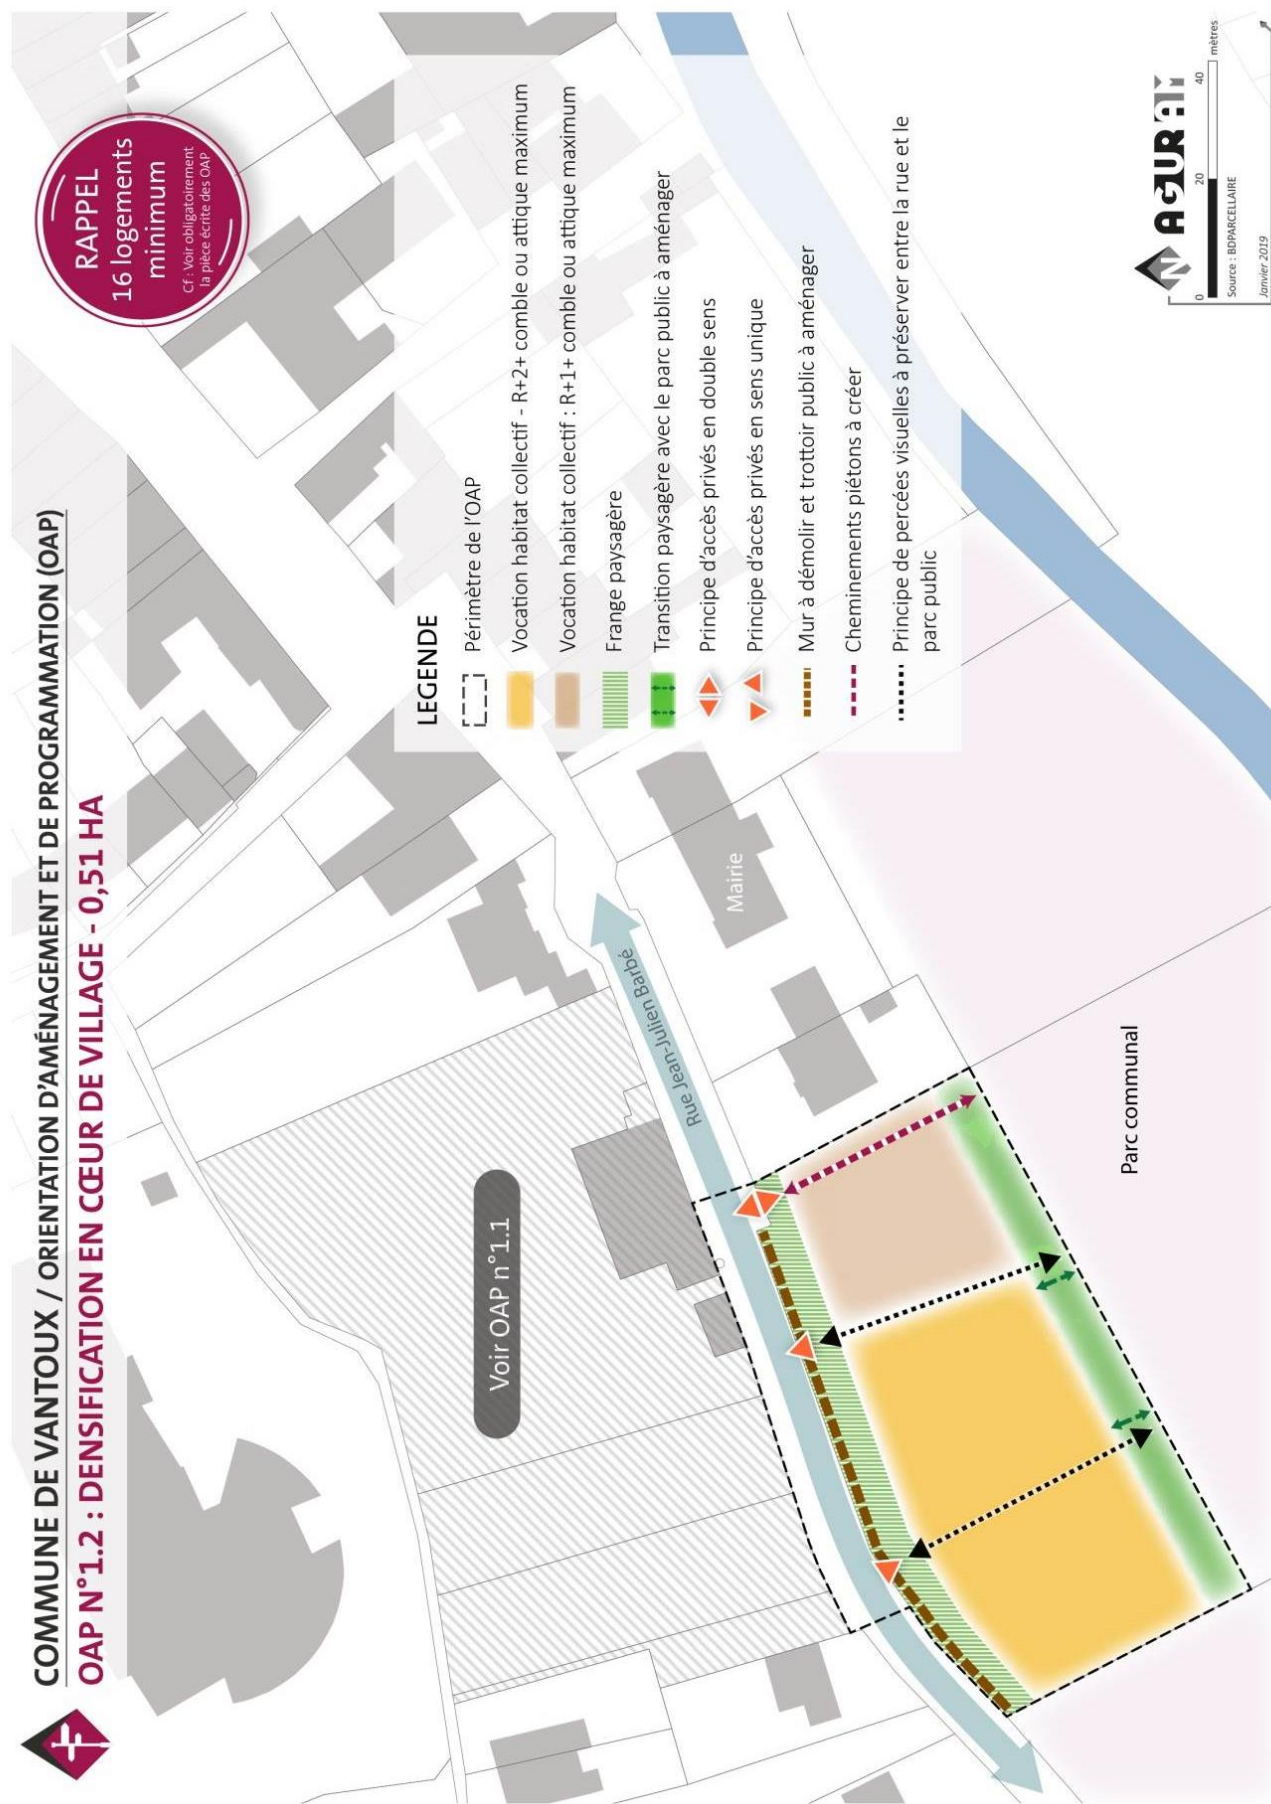 COMMUNE DE VANTOUX / ORIENTATION D'AMÉNAGEMENT ET DE PROGRAMMATION (OAP)
OAP N°1.2 : DENSIFICATION EN CŒUR DE VILLAGE - 0,51 HA
RAPPEL
16 logements
minimum
Cf : Voir obligatoirement
la pièce écrite des OAP
Voir OAP n°1.1
Rue Jean-Julien Barbé
Mairie
Parc communal
LEGENDE
Périmètre de l'OAP
Vocation habitat collectif - R+2+ comble ou attique maximum
Vocation habitat collectif : R+1+ comble ou attique maximum
Frange paysagère
Transition paysagère avec le parc public à aménager
Principe d'accès privés en double sens
Principe d'accès privés en sens unique
Mur à démolir et trottoir public à aménager
Cheminements piétons à créer
Principe de percées visuelles à préserver entre la rue et le
parc public
N AGURAM
0 20 40 mètres
Source : BDPARCELLAIRE
Janvier 2019